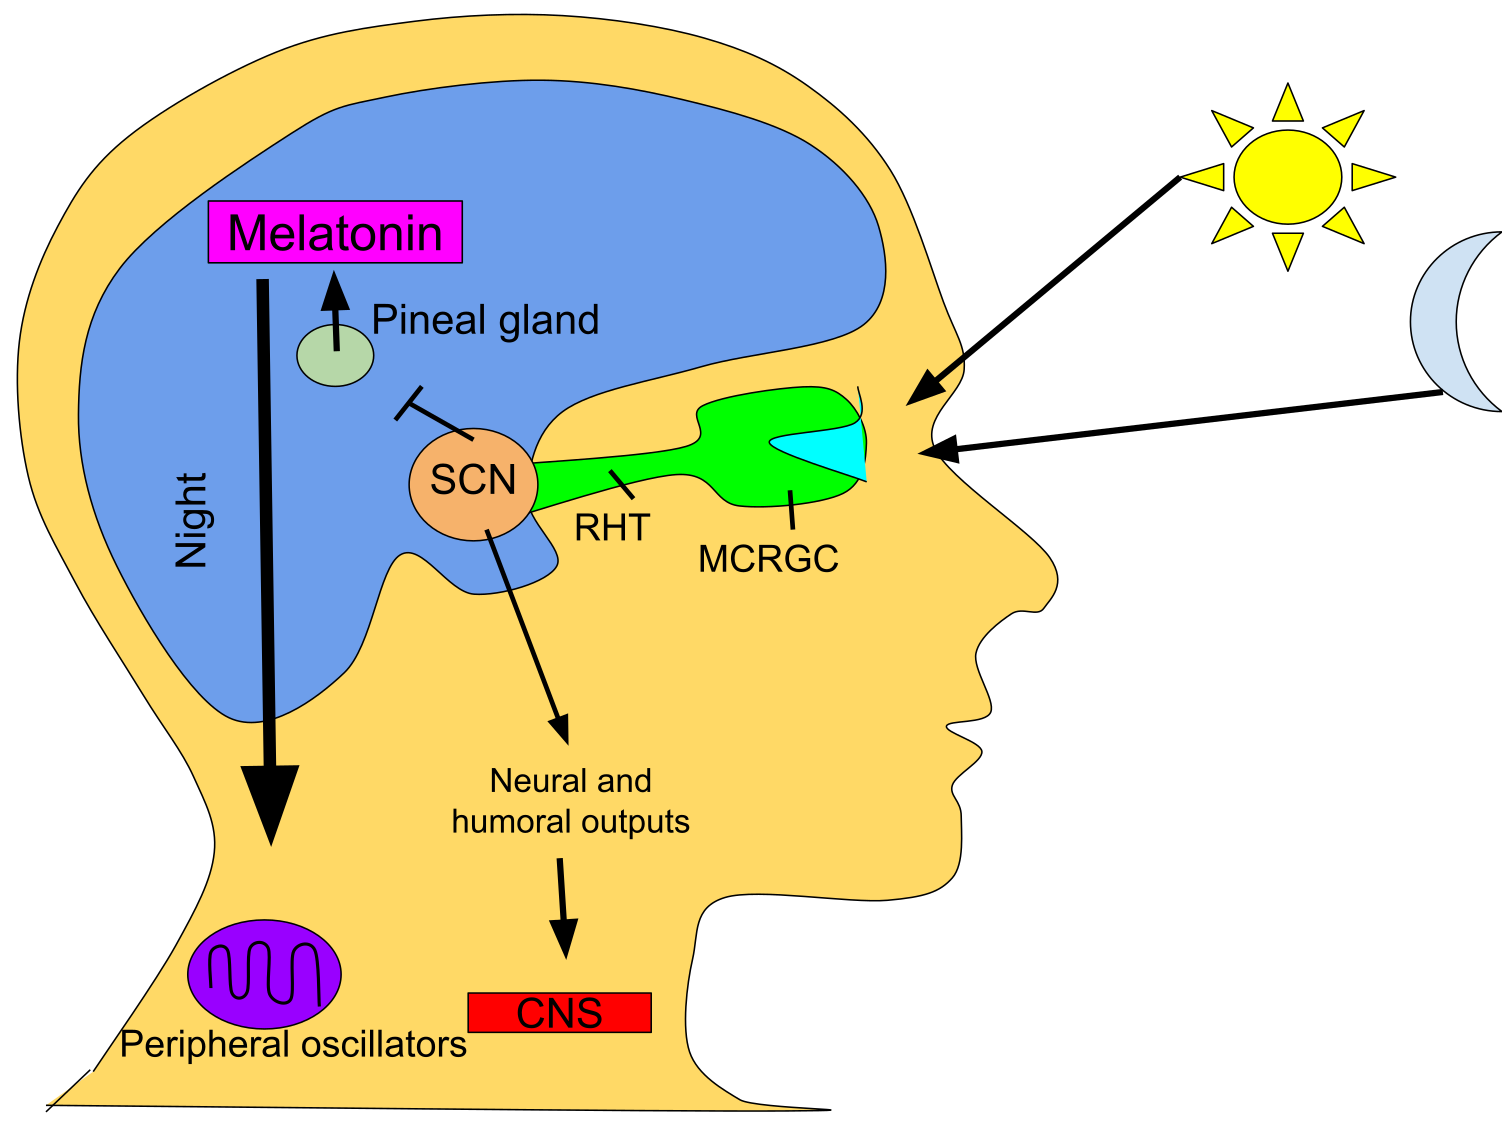 Melatonin
Pineal gland
SCN
Night
RHT
MCRGC
Neural and
humoral outputs
CNS
Peripheral oscillators